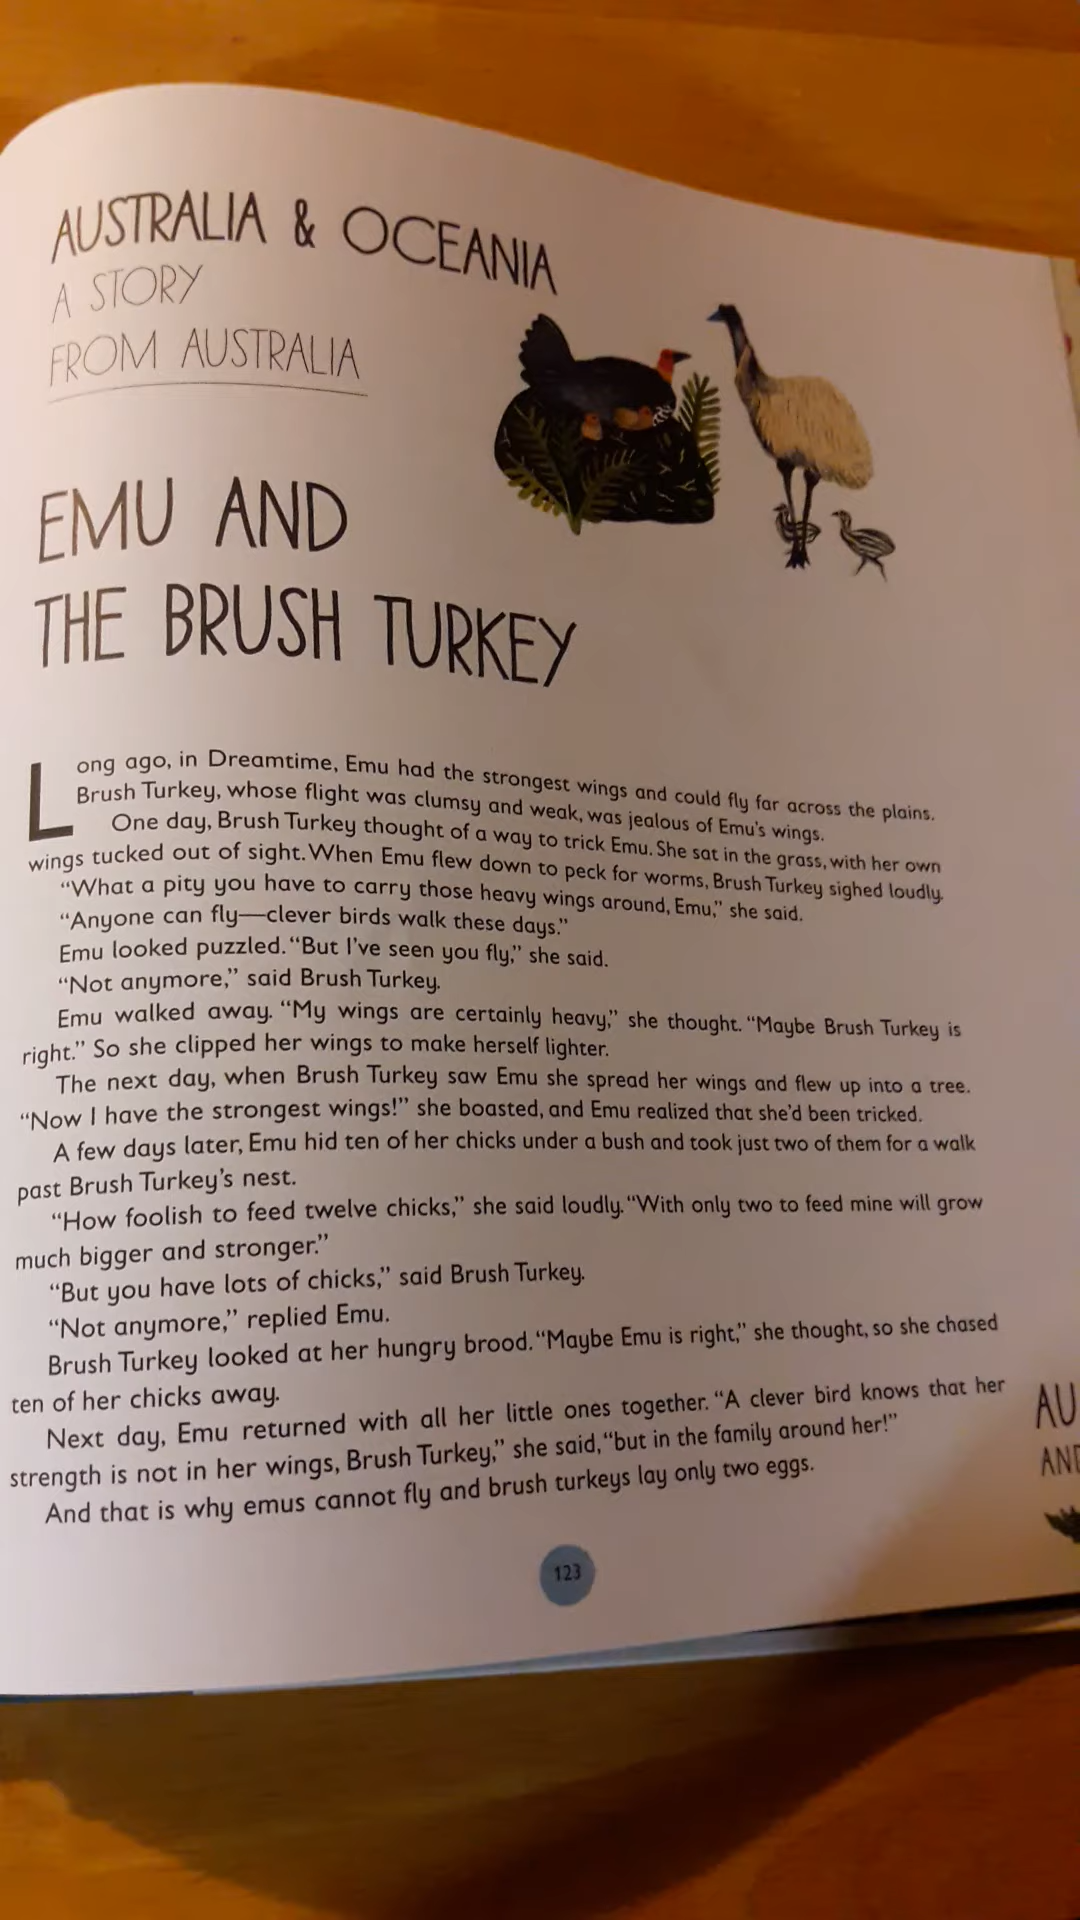 AUSTRALIA & OCEANIA
A STORY
FROM AUSTRALIA
EMU AND
THE BRUSH TURKEY
Long ago, in Dreamtime, Emu had the strongest wings and could fly far across the plains.
Brush Turkey, whose flight was clumsy and weak, was jealous of Emu's wings.
One day, Brush Turkey thought of a way to trick Emu. She sat in the grass, with her own
wings tucked out of sight. When Emu flew down to peck for worms, Brush Turkey sighed loudly.
“What a pity you have to carry those heavy wings around, Emu,” she said.
“Anyone can fly—clever birds walk these days.”
Emu looked puzzled. “But I've seen you fly,” she said.
“Not anymore,” said Brush Turkey.
Emu walked away. “My wings are certainly heavy,” she thought. “Maybe Brush Turkey is
right.” So she clipped her wings to make herself lighter.
The next day, when Brush Turkey saw Emu she spread her wings and flew up into a tree.
“Now I have the strongest wings!” she boasted, and Emu realized that she'd been tricked.
A few days later, Emu hid ten of her chicks under a bush and took just two of them for a walk
past Brush Turkey's nest.
“How foolish to feed twelve chicks,” she said loudly. “With only two to feed mine will grow
much bigger and stronger.”
“But you have lots of chicks,” said Brush Turkey.
“Not anymore,” replied Emu.
Brush Turkey looked at her hungry brood. “Maybe Emu is right,” she thought, so she chased
ten of her chicks away.
Next day, Emu returned with all her little ones together. “A clever bird knows that her
strength is not in her wings, Brush Turkey,” she said, “but in the family around her!”
And that is why emus cannot fly and brush turkeys lay only two eggs.
123
AU
AND